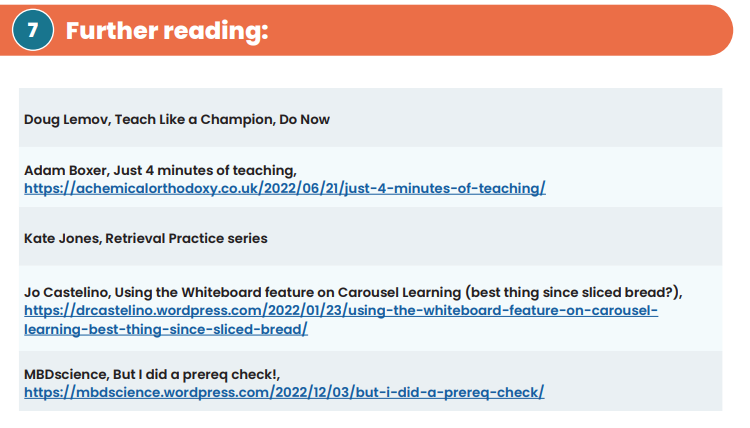 7 Further reading:
Doug Lemov, Teach Like a Champion, Do Now
Adam Boxer, Just 4 minutes of teaching,
https://achemicalorthodoxy.co.uk/2022/06/21/just-4-minutes-of-teaching/
Kate Jones, Retrieval Practice series
Jo Castelino, Using the Whiteboard feature on Carousel Learning (best thing since sliced bread?),
https://drcastelino.wordpress.com/2022/01/23/using-the-whiteboard-feature-on-carousel-
learning-best-thing-since-sliced-bread/
MBDscience, But I did a prereq check!,
https://mbdscience.wordpress.com/2022/12/03/but-i-did-a-prereq-check/